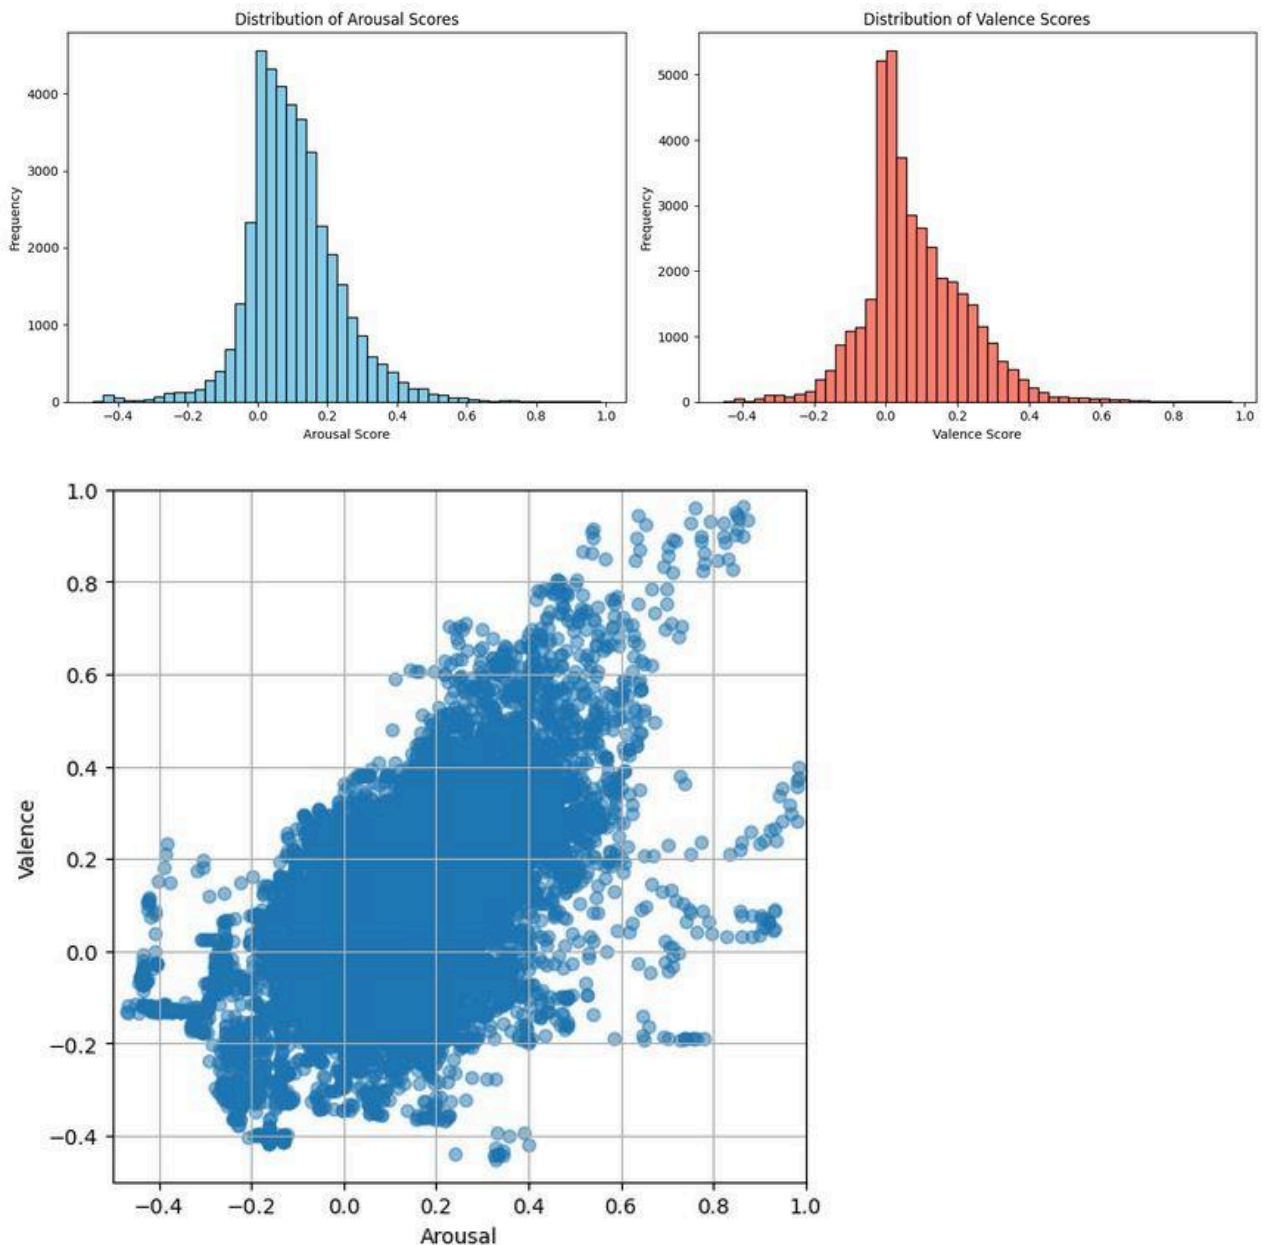 Distribution of Arousal Scores
4000
3000
2000
1000
0
Frequency
−0.4 −0.2 0.0 0.2 0.4 0.6 0.8 1.0
Arousal Score
Distribution of Valence Scores
5000
4000
3000
2000
1000
0
Frequency
−0.4 −0.2 0.0 0.2 0.4 0.6 0.8 1.0
Valence Score
1.0
0.8
0.6
0.4
0.2
0.0
−0.2
−0.4
Valence
−0.4 −0.2 0.0 0.2 0.4 0.6 0.8 1.0
Arousal